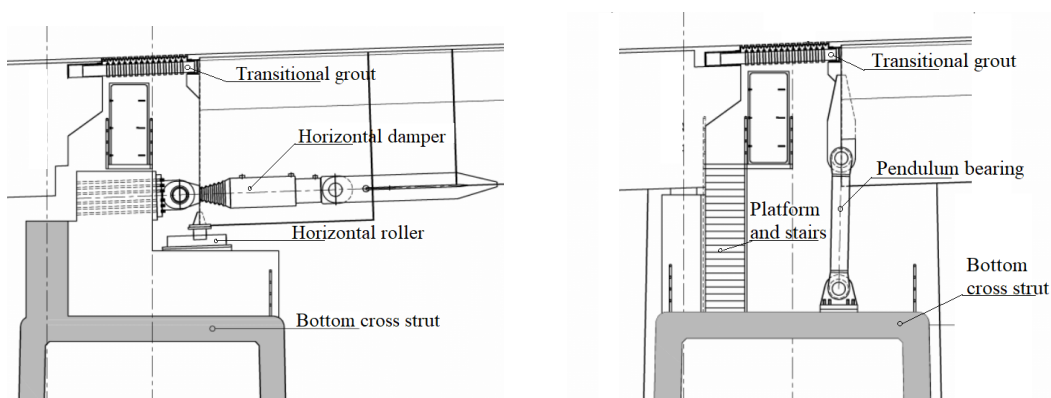 Transitional grout
Horizontal damper
Horizontal roller
Bottom cross strut
Transitional grout
Pendulum bearing
Platform
and stairs
Bottom
cross strut